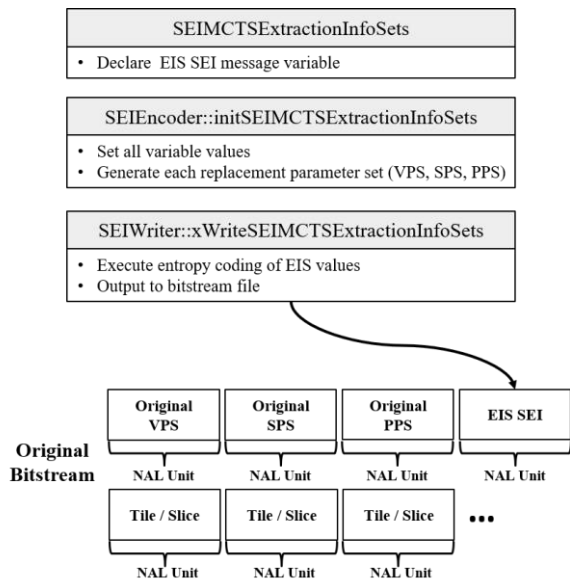 SEIMCTSExtractionInfoSets
• Declare EIS SEI message variable
SEIEncoder::initSEIMCTSExtractionInfoSets
• Set all variable values
• Generate each replacement parameter set (VPS, SPS, PPS)
SEIWriter::xWriteSEIMCTSExtractionInfoSets
• Execute entropy coding of EIS values
• Output to bitstream file
Original
VPS
Original
SPS
Original
PPS
EIS SEI
Original
Bitstream
NAL Unit
NAL Unit
NAL Unit
NAL Unit
Tile / Slice
Tile / Slice
Tile / Slice
•••
NAL Unit
NAL Unit
NAL Unit